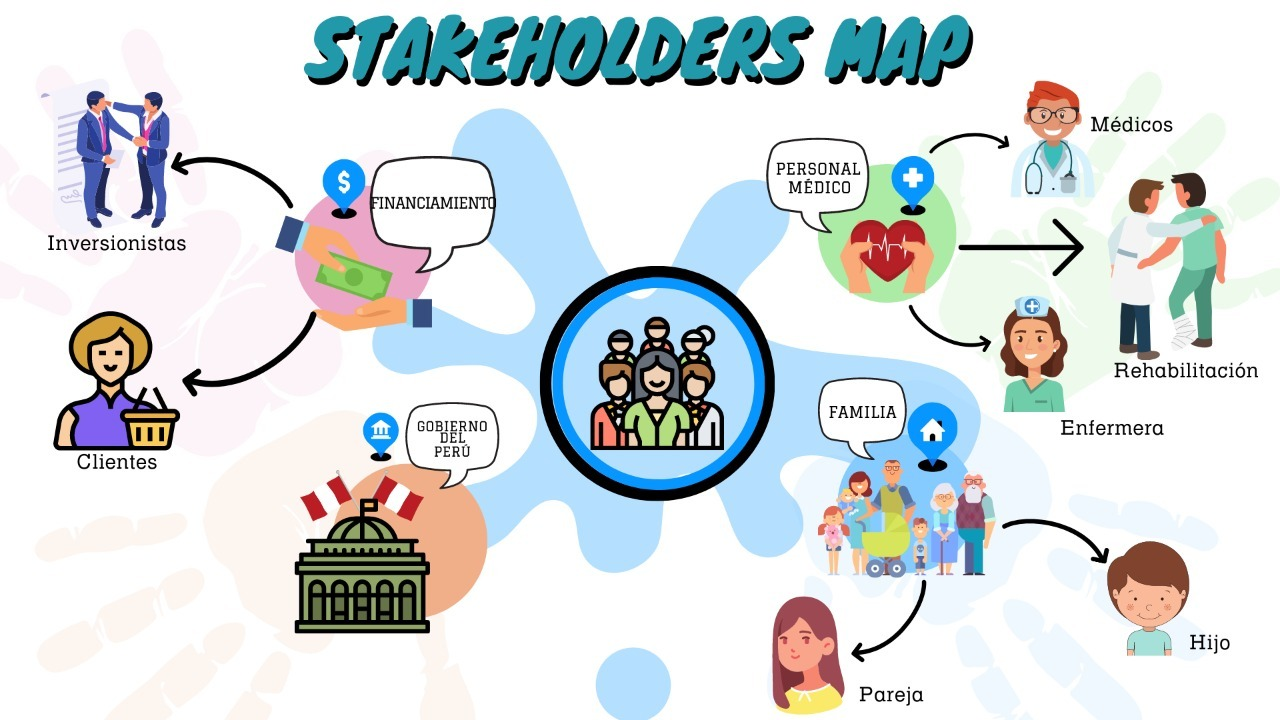 STAKEHOLDERS MAP
Inversionistas
$
FINANCIAMIENTO
Clientes
GOBIERNO
DEL
PERÚ
PERSONAL
MÉDICO
Médicos
Rehabilitación
Enfermera
FAMILIA
Hijo
Pareja